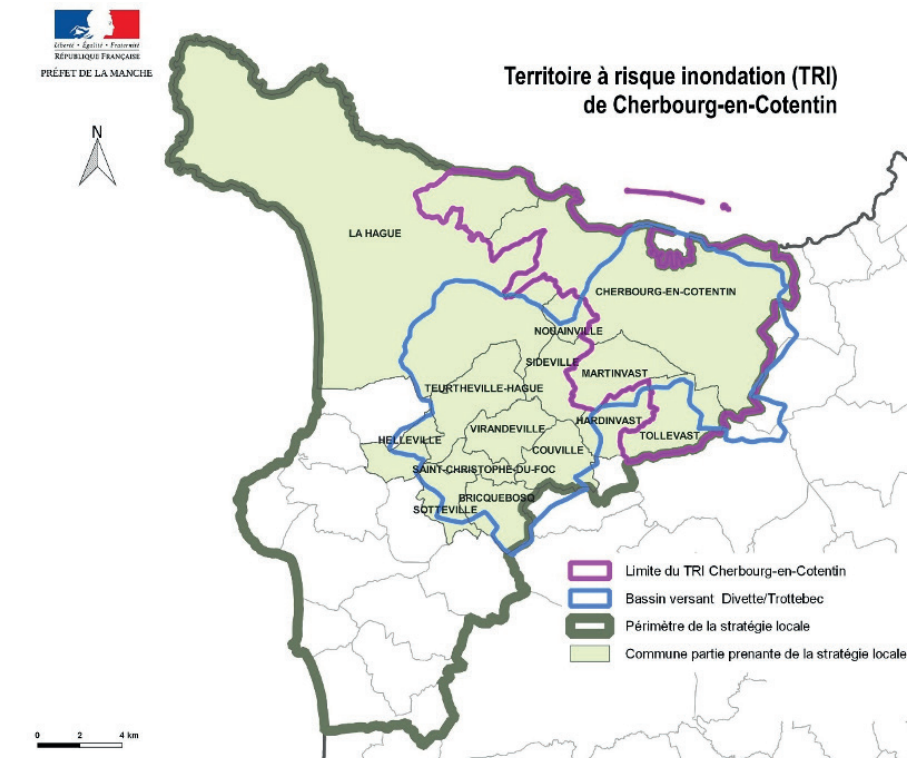 Liberté • Égalité • Fraternité
RÉPUBLIQUE FRANÇAISE
PRÉFET DE LA MANCHE
Territoire à risque inondation (TRI)
de Cherbourg-en-Cotentin
N
LA HAGUE
CHERBOURG-EN-COTENTIN
NOUAINVILLE
SIDEVILLE
MARTINVAST
TEURTHEVILLE-HAGUE
HARDINVAST
VIRANDEVILLE
TOLLEVAST
HELLEVILLE
COUVILLE
SAINT-CHRISTOPHE-DU-FOC
BRICQUEBOSQ
SOTTEVILLE
Limite du TRI Cherbourg-en-Cotentin
Bassin versant Divette/Trottebec
Périmètre de la stratégie locale
Commune partie prenante de la stratégie locale
0 2 4 km